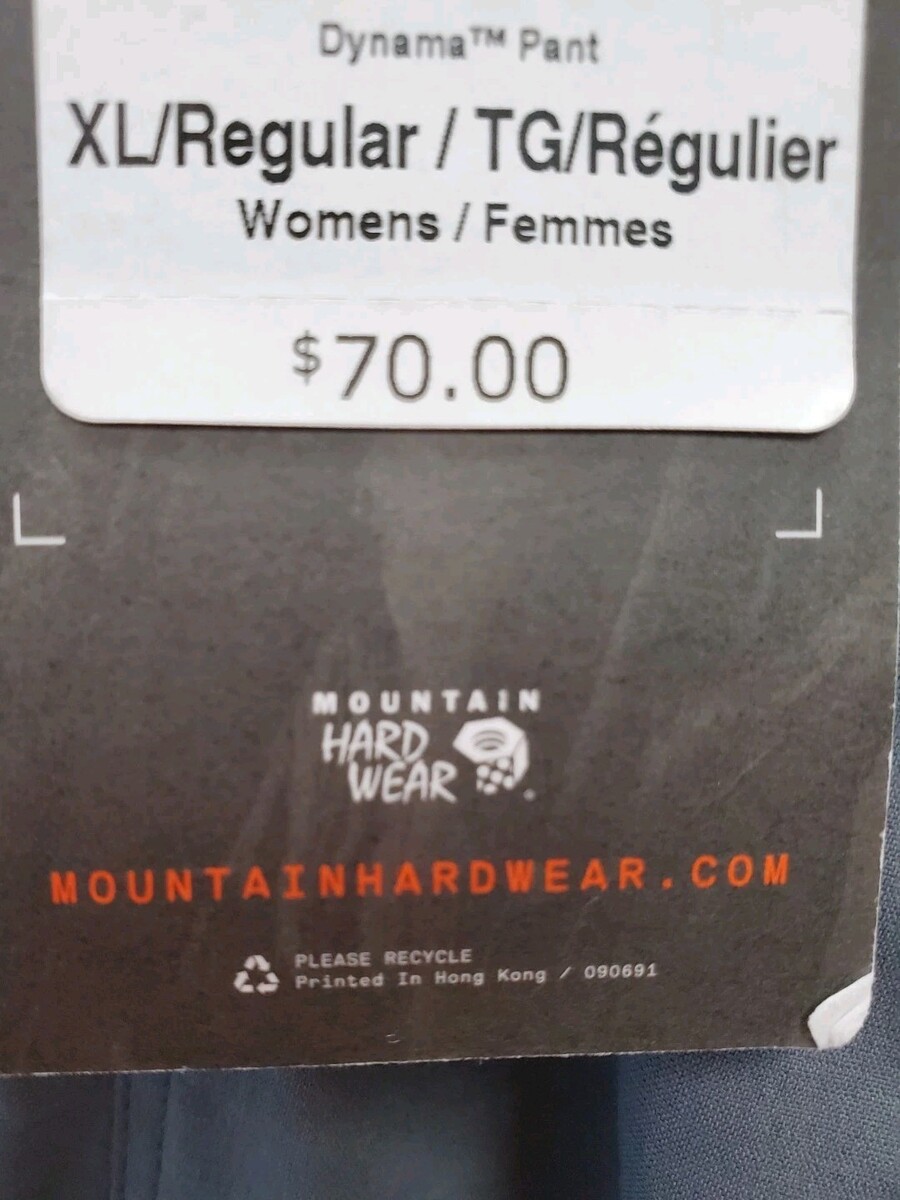 Dynama™ Pant
XL/Regular / TG/Régulier
Womens / Femmes
$70.00
MOUNTAIN
HARD
WEAR
MOUNTAINHARDWEAR.COM
PLEASE RECYCLE
Printed In Hong Kong / 090691